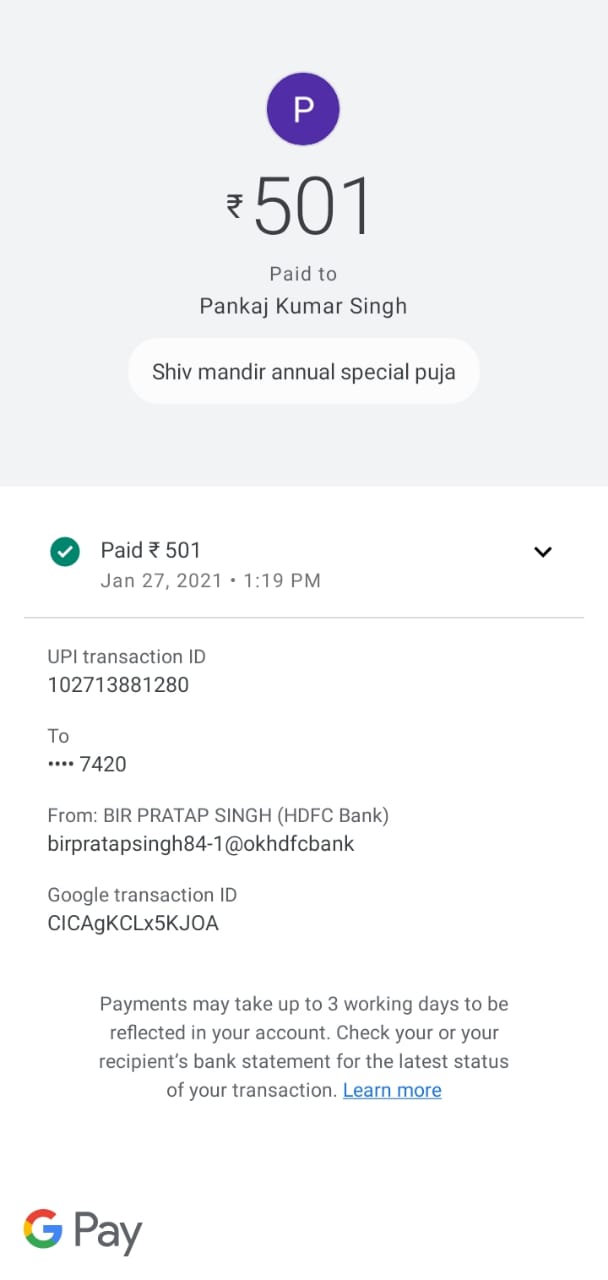 P
₹501
Paid to
Pankaj Kumar Singh
Shiv mandir annual special puja
Paid ₹ 501
Jan 27, 2021 • 1:19 PM
UPI transaction ID
102713881280
To
•••• 7420
From: BIR PRATAP SINGH (HDFC Bank)
birpratapsingh84-1@okhdfcbank
Google transaction ID
CICAgKCLx5KJOA
Payments may take up to 3 working days to be
reflected in your account. Check your or your
recipient's bank statement for the latest status
of your transaction. Learn more
G Pay